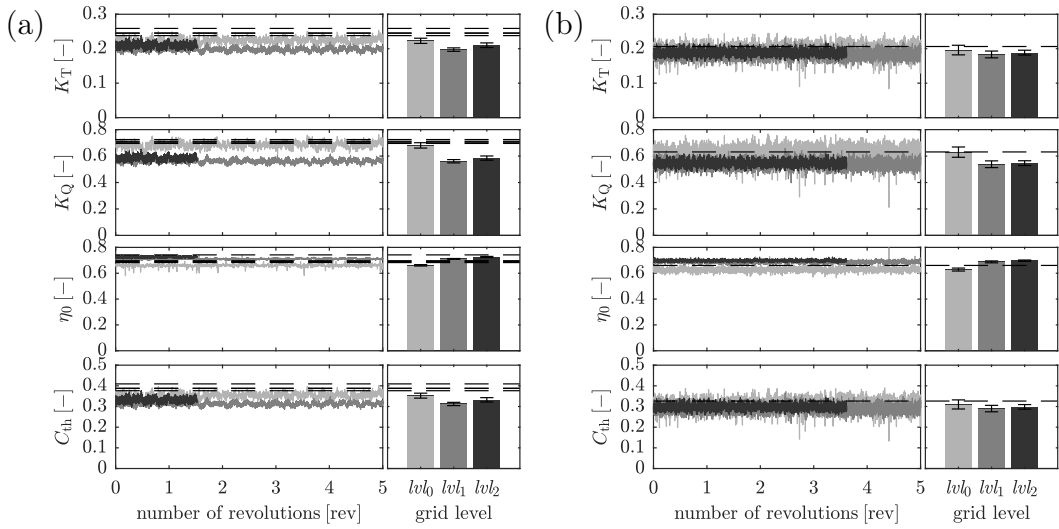 (a)
0.3
0.2
0.1
0
K_T [−]
0.8
0.6
0.4
0.2
0
K_Q [−]
0.8
0.6
0.4
0.2
0
η_0 [−]
0.5
0.4
0.3
0.2
0.1
0
C_th [−]
0 1 2 3 4 5
lvl_0 lvl_1 lvl_2
number of revolutions [rev]
grid level
(b)
0.3
0.2
0.1
0
K_T [−]
0.8
0.6
0.4
0.2
0
K_Q [−]
0.8
0.6
0.4
0.2
0
η_0 [−]
0.5
0.4
0.3
0.2
0.1
0
C_th [−]
0 1 2 3 4 5
lvl_0 lvl_1 lvl_2
number of revolutions [rev]
grid level